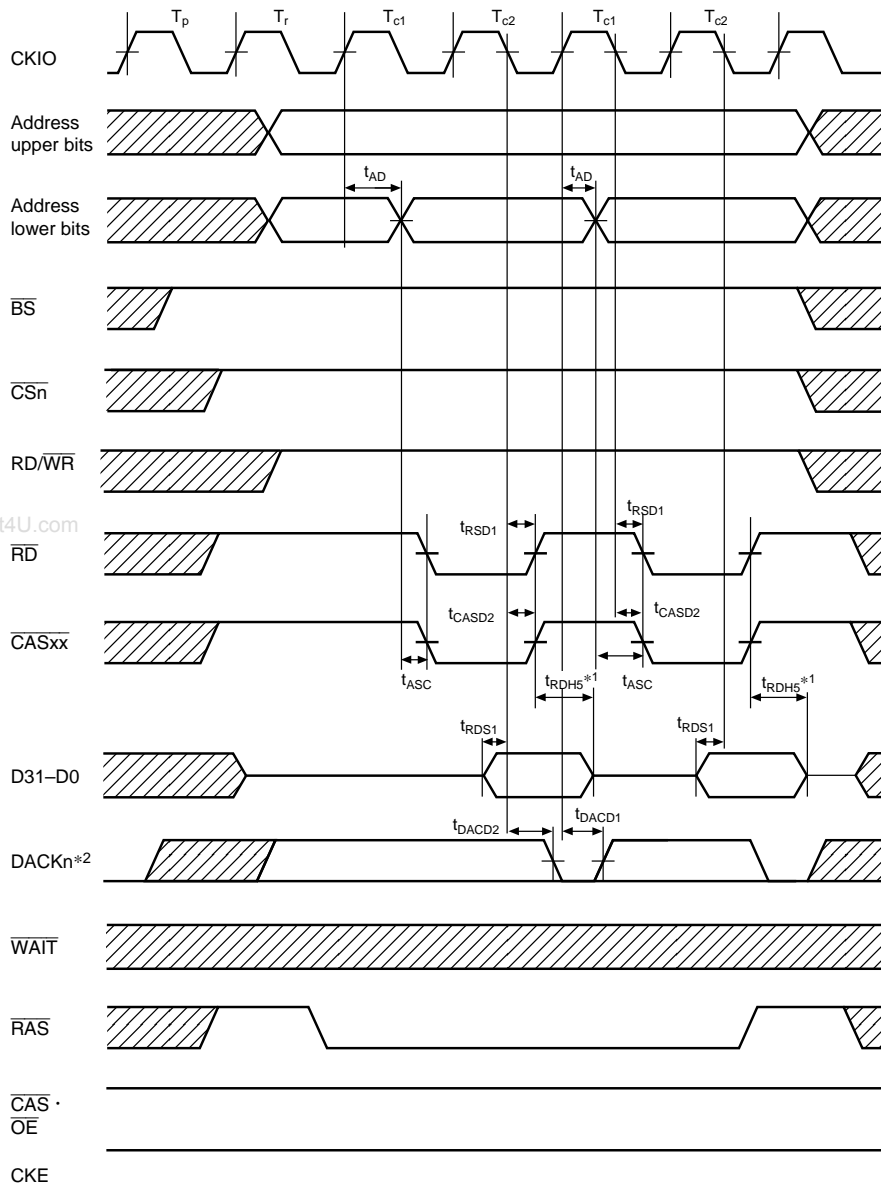 Tp Tr Tc1 Tc2 Tc1 Tc2
CKIO
Address
upper bits
tAD tAD
Address
lower bits
BS
CSn
RD/WR
t4U.com
tRSD1 tRSD1
RD
tCASD2 tCASD2
CASxx
tASC tRDH5*1 tASC tRDH5*1
tRDS1 tRDS1
D31–D0
tDACD2 tDACD1
DACKn*2
WAIT
RAS
CAS ·
OE
CKE